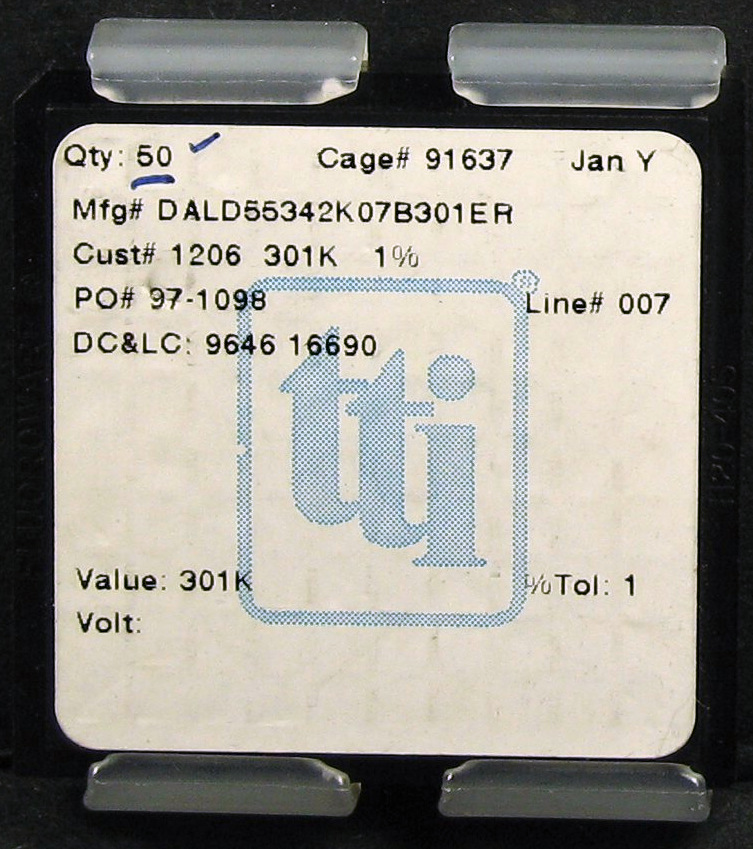 Qty: 50 Cage# 91637 Jan Y
Mfg# DALD55342K07B301ER
Cust# 1206 301K 1%
PO# 97-1098 Line# 007
DC&LC: 9646 16690
tti ®
Value: 301K %Tol: 1
Volt: